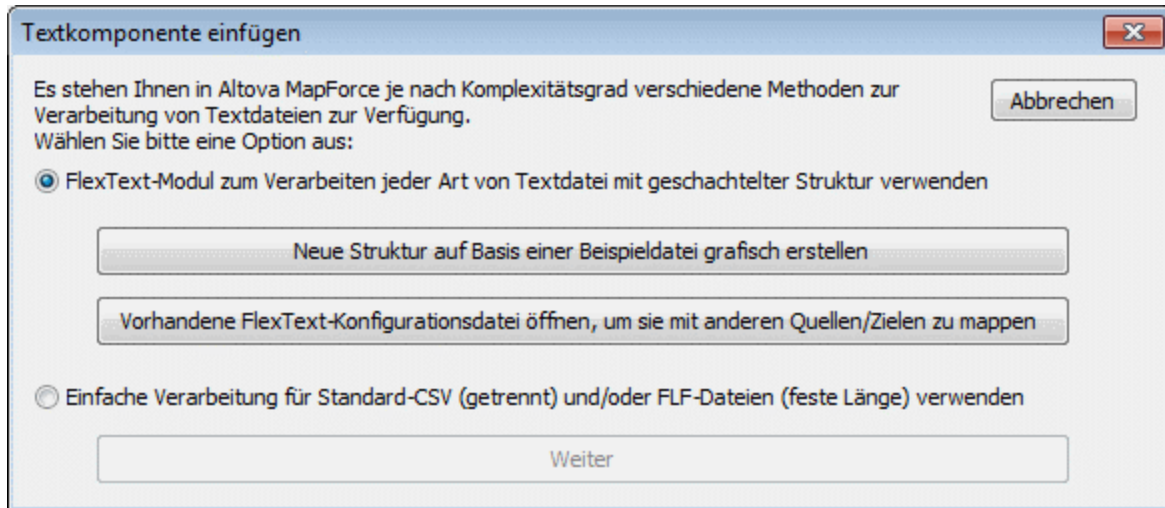 Textkomponente einfügen
Es stehen Ihnen in Altova MapForce je nach Komplexitätsgrad verschiedene Methoden zur
Verarbeitung von Textdateien zur Verfügung.
Wählen Sie bitte eine Option aus:
Abbrechen
FlexText-Modul zum Verarbeiten jeder Art von Textdatei mit geschachtelter Struktur verwenden
Neue Struktur auf Basis einer Beispieldatei grafisch erstellen
Vorhandene FlexText-Konfigurationsdatei öffnen, um sie mit anderen Quellen/Zielen zu mappen
Einfache Verarbeitung für Standard-CSV (getrennt) und/oder FLF-Dateien (feste Länge) verwenden
Weiter